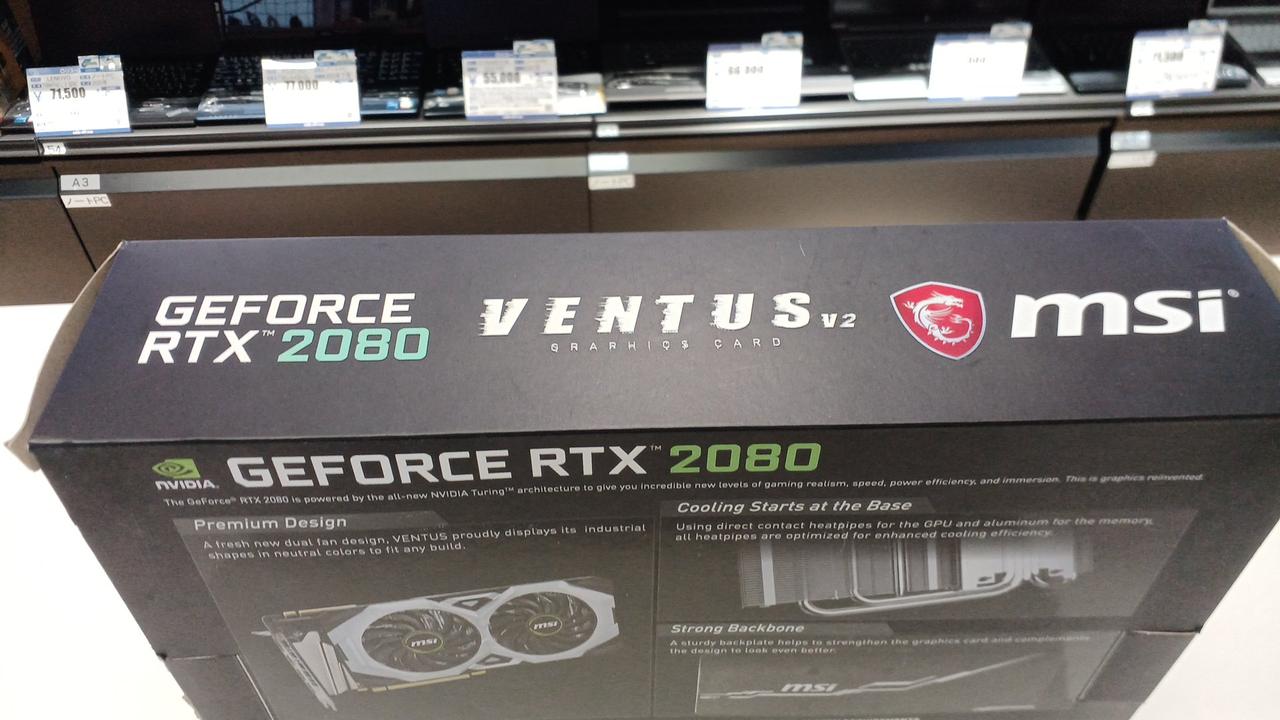 LENOVO
71,500
77,000
55,000
A3
ノートPC
ノートPC
GEFORCE
RTX™ 2080
VENTUS V2
GRAPHICS CARD
msi
NVIDIA.
GEFORCE RTX™ 2080
The GeForce® RTX 2080 is powered by the all-new NVIDIA Turing™ architecture to give you incredible new levels of gaming realism, speed, power efficiency, and immersion. This is graphics reinvented.
Premium Design
A fresh new dual fan design, VENTUS proudly displays its industrial
shapes in neutral colors to fit any build.
msi
msi
Cooling Starts at the Base
Using direct contact heatpipes for the GPU and aluminum for the memory,
all heatpipes are optimized for enhanced cooling efficiency.
Strong Backbone
A sturdy backplate helps to strengthen the graphics card and complements
the design to look even better.
msi